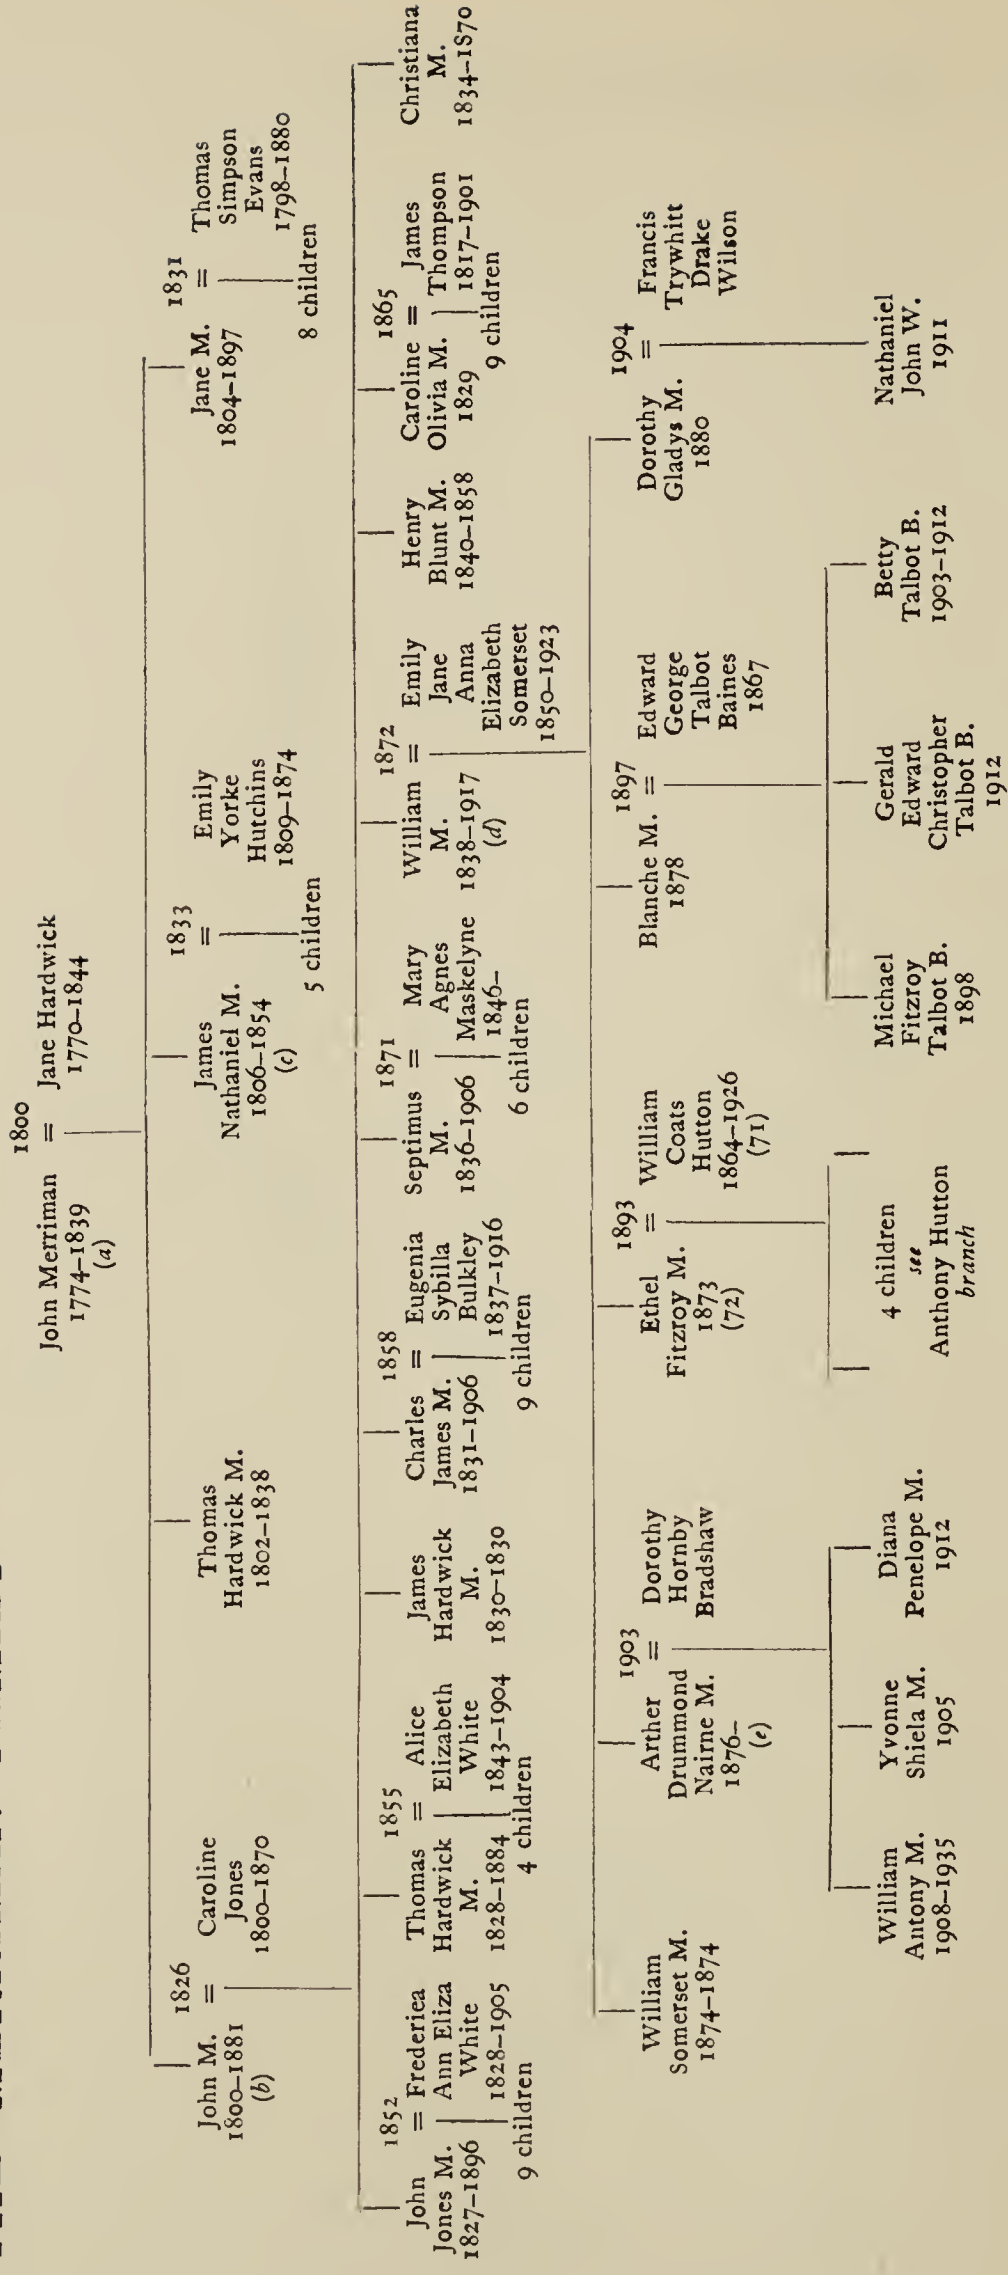 1800
John Merriman = Jane Hardwick
1774–1839
1770–1844
(a)
John M.
1800–1881
(b)
1826
=
Caroline
Jones
1800–1870
Thomas
Hardwick M.
1802–1838
James
Nathaniel M.
1806–1854
(c)
1833
=
Emily
Yorke
Hutchins
1809–1874
5 children
Jane M.
1804–1897
1831
=
Thomas
Simpson
Evans
1798–1880
8 children
John
Jones M.
1827–1896
1852
=
Frederiea
Ann Eliza
White
1828–1905
9 children
Thomas
Hardwick
M.
1828–1884
1855
=
Alice
Elizabeth
White
1843–1904
4 children
James
Hardwick
M.
1830–1830
Charles
James M.
1831–1906
1858
=
Eugenia
Sybilla
Bulkley
1837–1916
9 children
Septimus
M.
1836–1906
1871
=
Mary
Agnes
Maskelyne
1846–
6 children
William
M.
1838–1917
(d)
1872
=
Emily
Jane
Anna
Elizabeth
Somerset
1850–1923
Henry
Blunt M.
1840–1858
Caroline
Olivia M.
1829
1865
=
James
Thompson
1817–1901
9 children
Christiana
M.
1834–1870
William
Somerset M.
1874–1874
Arther
Drummond
Nairne M.
1876–
(e)
1903
=
Dorothy
Hornby
Bradshaw
Ethel
Fitzroy M.
1873
(72)
1893
=
William
Coats
Hutton
1864–1926
(71)
Blanche M.
1878
1897
=
Edward
George
Talbot
Baines
1867
Dorothy
Gladys M.
1880
1904
=
Francis
Trywhitt
Drake
Wilson
William
Antony M.
1908–1935
Yvonne
Shiela M.
1905
Diana
Penelope M.
1912
4 children
see
Anthony Hutton
branch
Michael
Fitzroy
Talbot B.
1898
Gerald
Edward
Christopher
Talbot B.
1912
Betty
Talbot B.
1903–1912
Nathaniel
John W.
1911